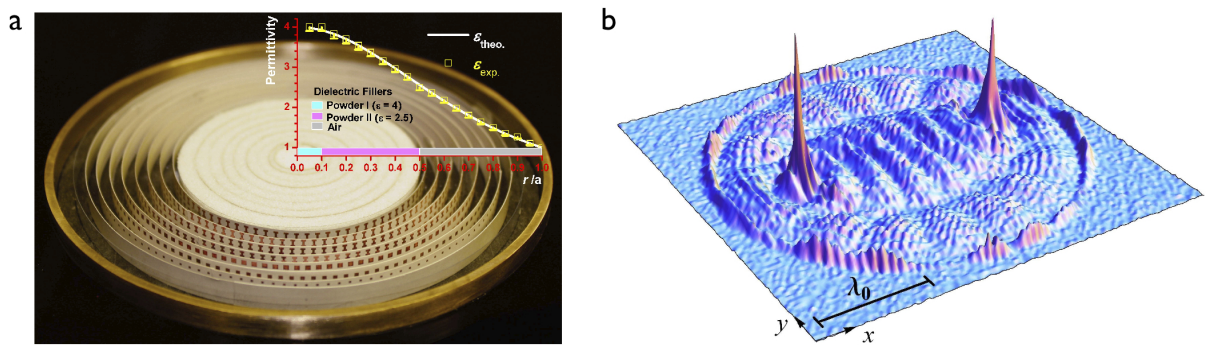 a
b
Permittivity
4
3
2
1
ε theo.
ε exp.
Dielectric Fillers
Powder I (ε = 4)
Powder II (ε = 2.5)
Air
0.0 0.1 0.2 0.3 0.4 0.5 0.6 0.7 0.8 0.9 1.0
r/a
λ0
y
x